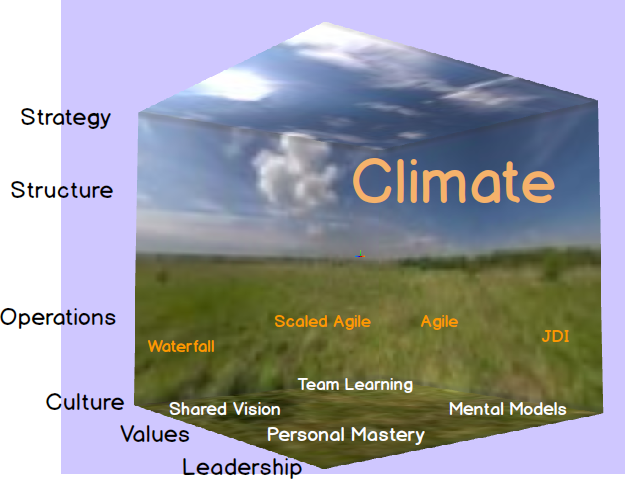 Strategy
Climate
Structure
Operations
Scaled Agile
Agile
JDI
Waterfall
Team Learning
Culture
Shared Vision
Mental Models
Values
Personal Mastery
Leadership